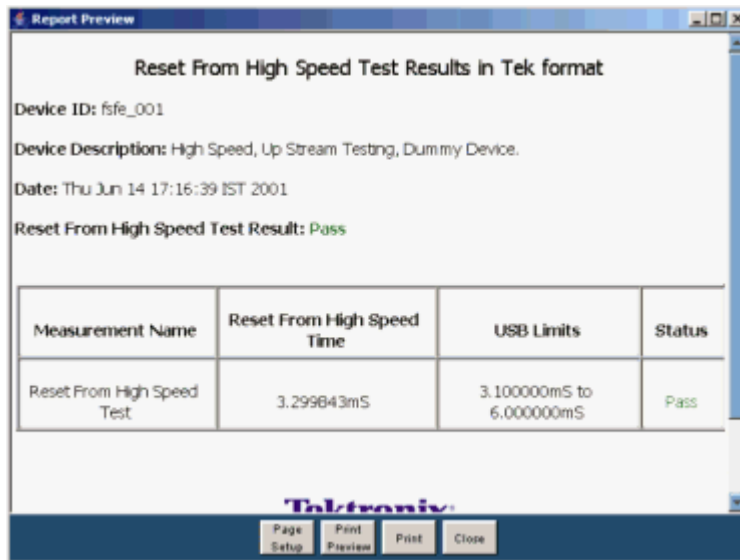 Report Preview
Reset From High Speed Test Results in Tek format
Device ID: fsfe_001
Device Description: High Speed, Up Stream Testing, Dummy Device.
Date: Thu Jun 14 17:16:39 IST 2001
Reset From High Speed Test Result: Pass
Measurement Name
Reset From High Speed
Time
USB Limits
Status
Reset From High Speed
Test
3.299843mS
3.100000mS to
6.000000mS
Pass
Tektronix
Page
Setup
Print
Preview
Print
Close